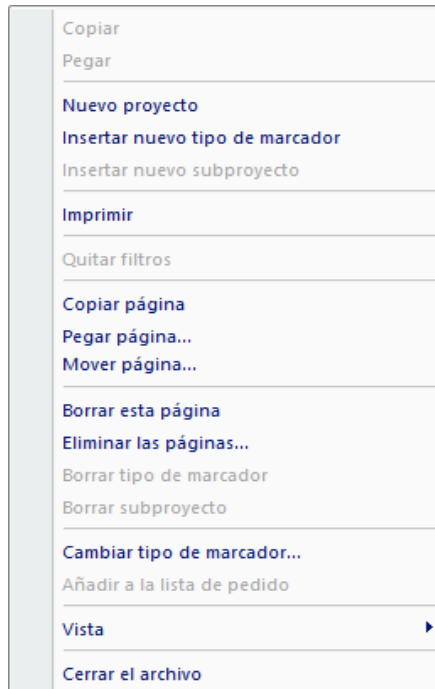 Copiar
Pegar
Nuevo proyecto
Insertar nuevo tipo de marcador
Insertar nuevo subproyecto
Imprimir
Quitar filtros
Copiar página
Pegar página...
Mover página...
Borrar esta página
Eliminar las páginas...
Borrar tipo de marcador
Borrar subproyecto
Cambiar tipo de marcador...
Añadir a la lista de pedido
Vista
Cerrar el archivo